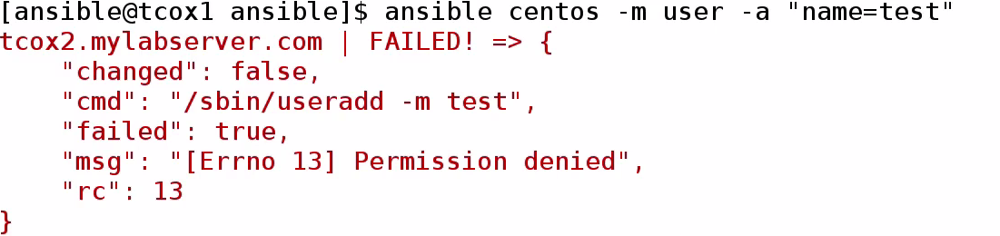 [ansible@tcox1 ansible]$ ansible centos -m user -a "name=test"
tcox2.mylabserver.com | FAILED! => {
    "changed": false,
    "cmd": "/sbin/useradd -m test",
    "failed": true,
    "msg": "[Errno 13] Permission denied",
    "rc": 13
}